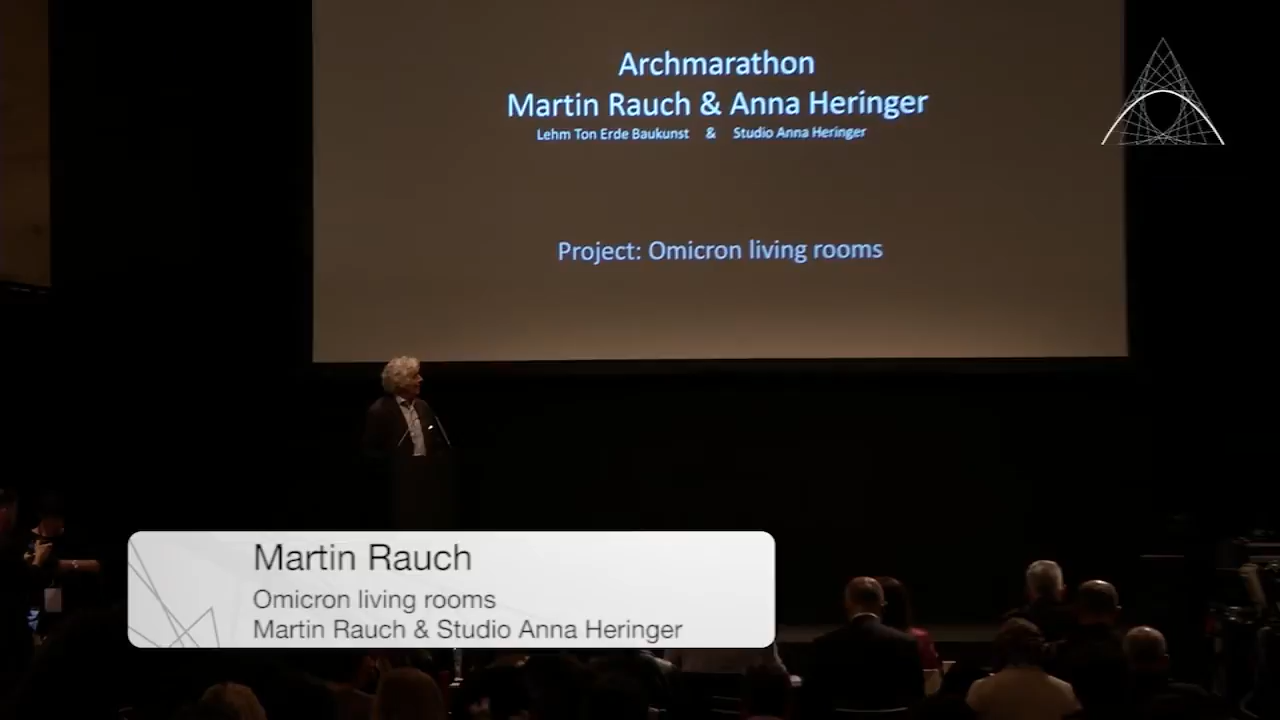 Archmarathon
Martin Rauch & Anna Heringer
Lehm Ton Erde Baukunst & Studio Anna Heringer
Project: Omicron living rooms
Martin Rauch
Omicron living rooms
Martin Rauch & Studio Anna Heringer